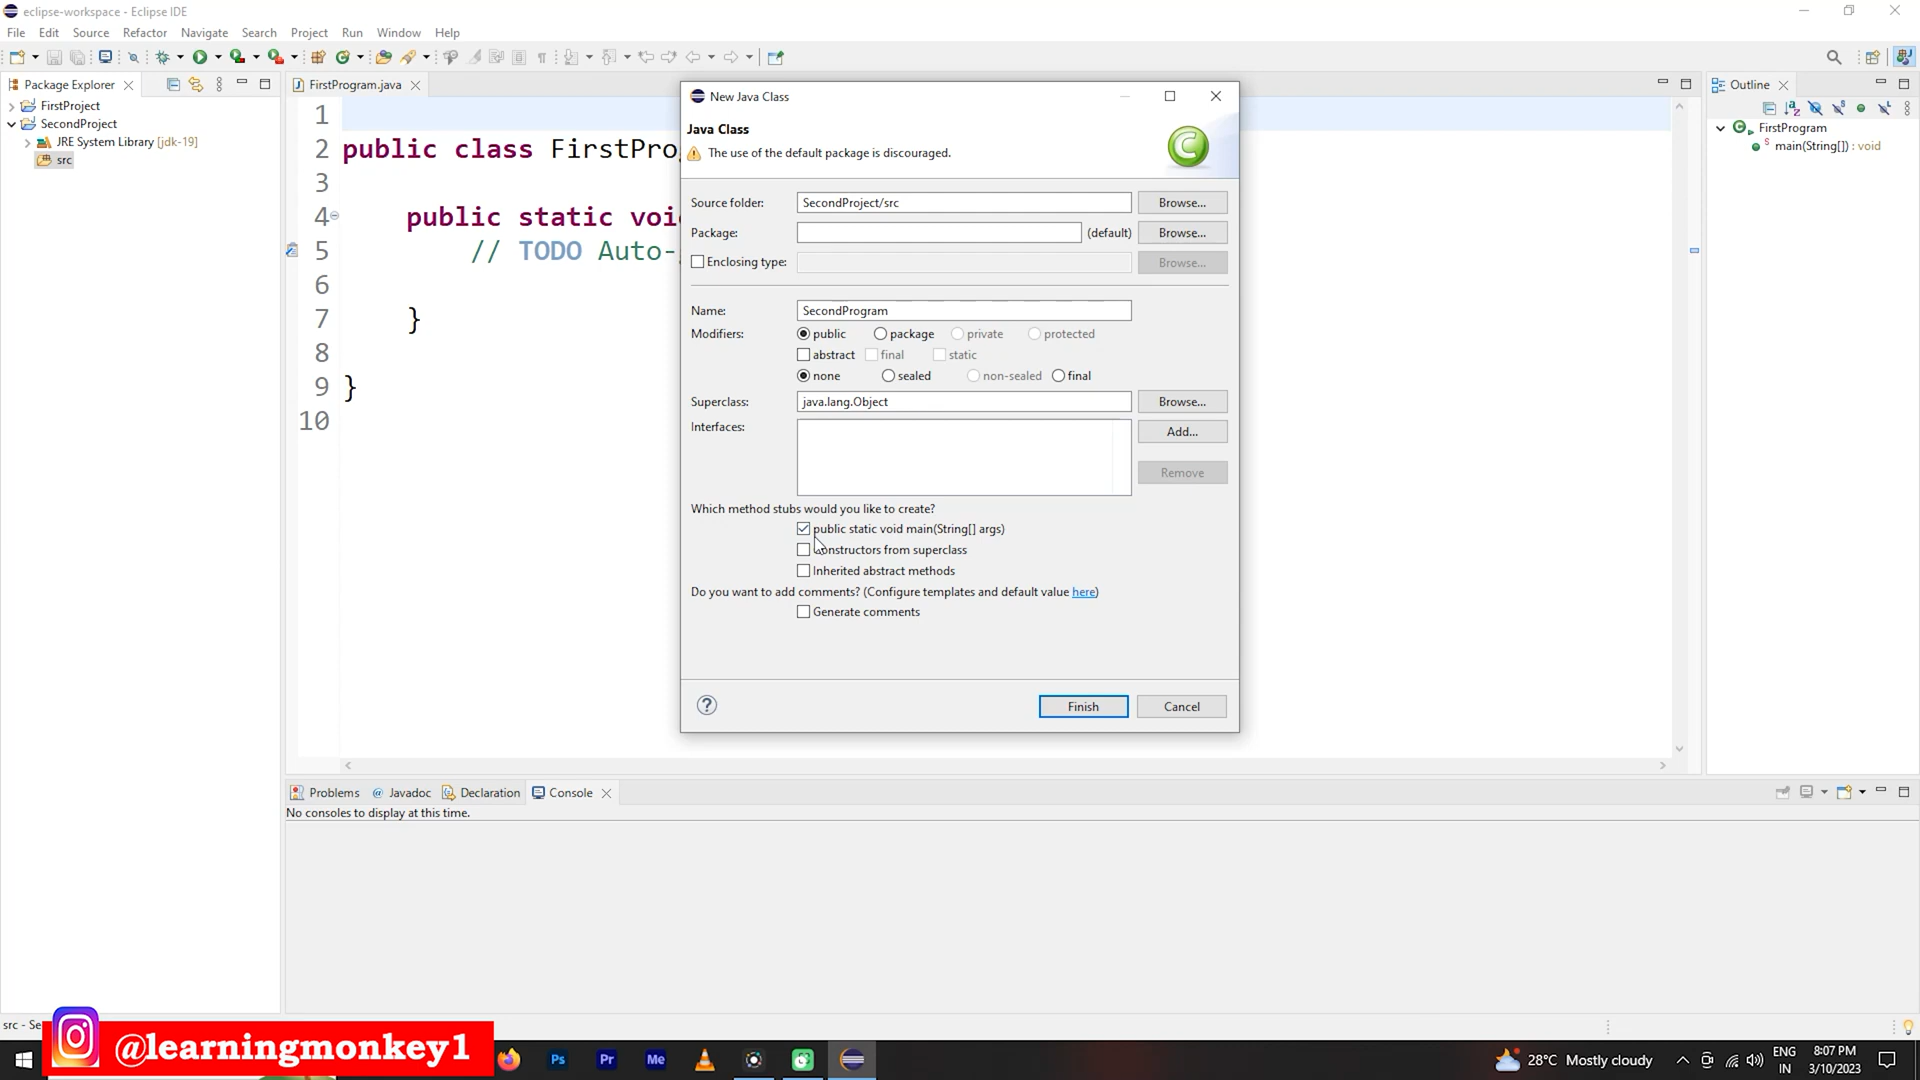 eclipse-workspace - Eclipse IDE
File Edit Source Refactor Navigate Search Project Run Window Help
Package Explorer
FirstProject
SecondProject
JRE System Library [jdk-19]
src
FirstProgram.java
1
2 public class FirstPro
3
4 public static voi
5 // TODO Auto-
6
7 }
8
9 }
10
New Java Class
Java Class
The use of the default package is discouraged.
Source folder: SecondProject/src Browse...
Package: (default) Browse...
Enclosing type: Browse...
Name: SecondProgram
Modifiers: public package private protected
abstract final static
none sealed non-sealed final
Superclass: java.lang.Object Browse...
Interfaces: Add...
Remove
Which method stubs would you like to create?
public static void main(String[] args)
Constructors from superclass
Inherited abstract methods
Do you want to add comments? (Configure templates and default value here)
Generate comments
Finish Cancel
Outline
FirstProgram
main(String[]) : void
Problems Javadoc Declaration Console
No consoles to display at this time.
src - Se
@learningmonkey1
Ps Pr Me
28°C Mostly cloudy
ENG
IN
8:07 PM
3/10/2023